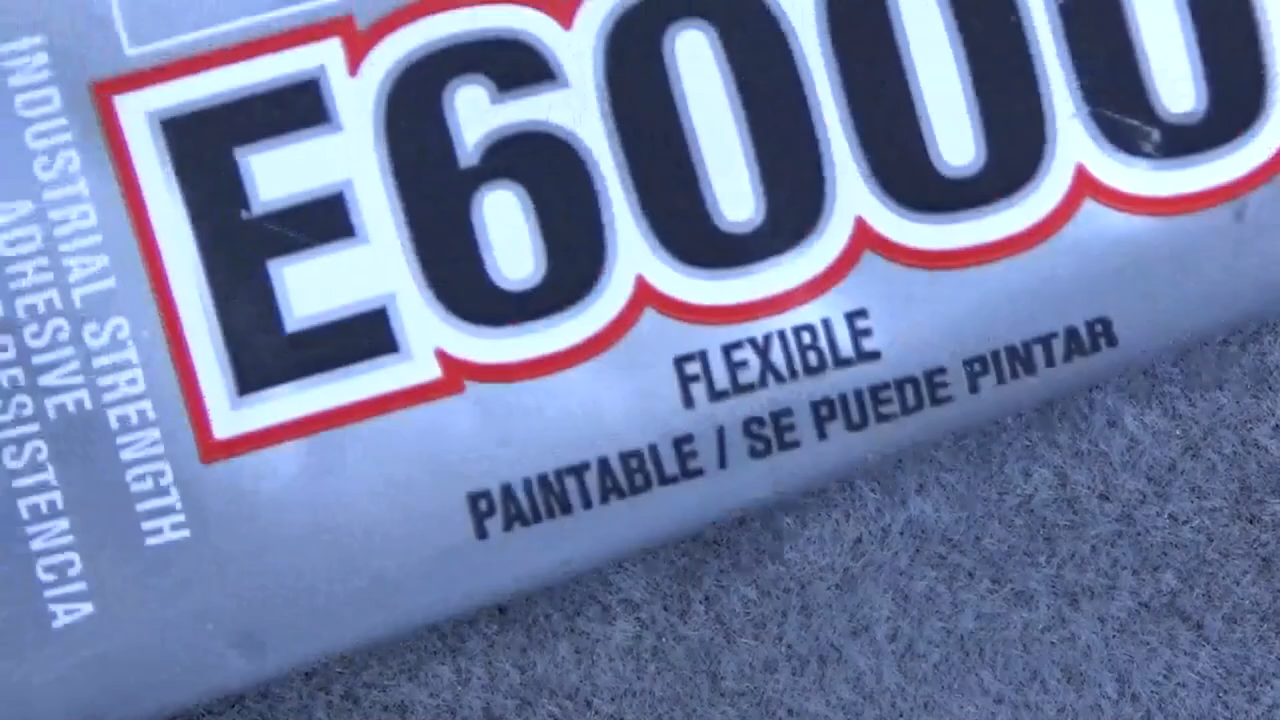 E6000
FLEXIBLE
PAINTABLE / SE PUEDE PINTAR
INDUSTRIAL STRENGTH
ADHESIVE
RESISTENCIA